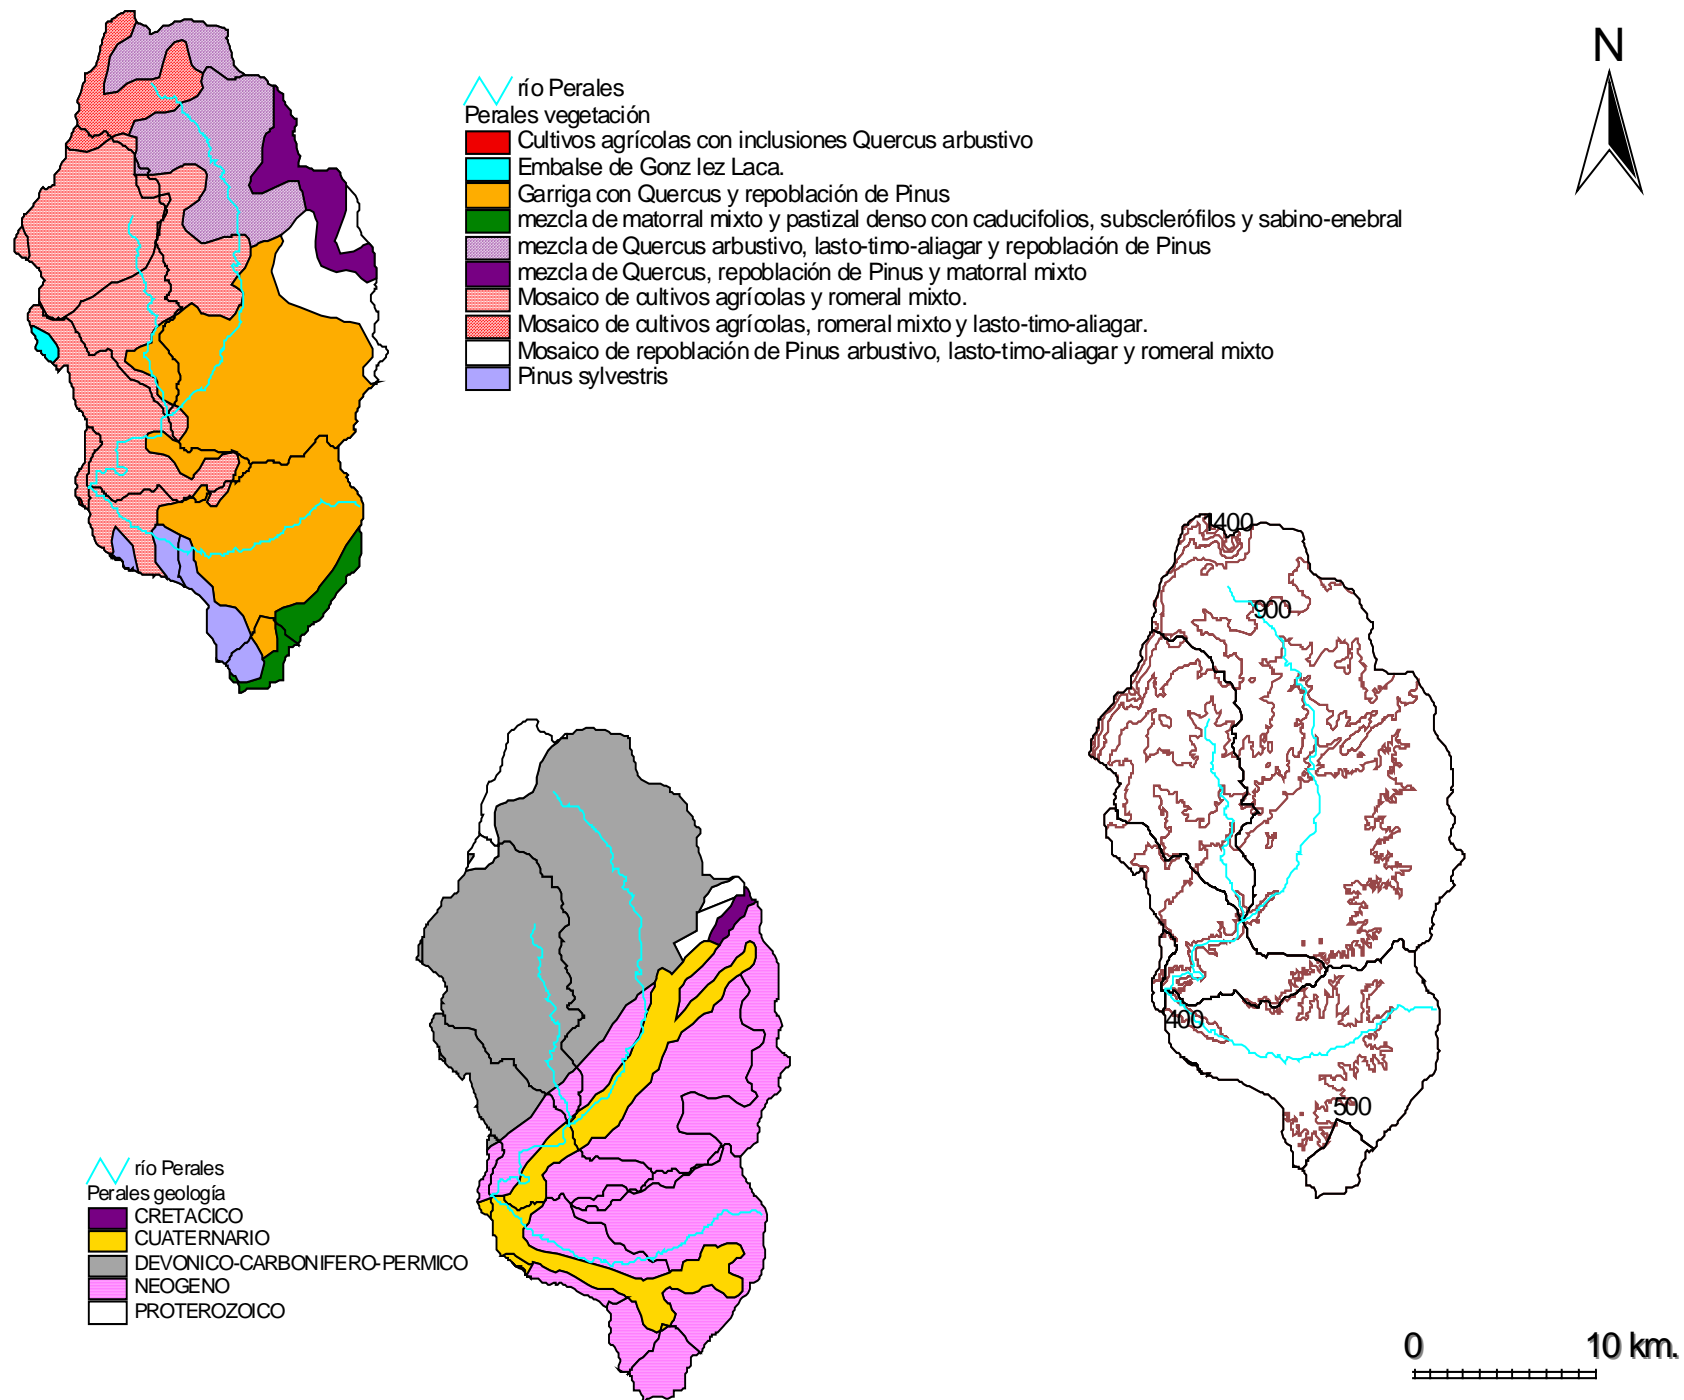 N
río Perales
Perales vegetación
Cultivos agrícolas con inclusiones Quercus arbustivo
Embalse de Gonz lez Laca.
Garriga con Quercus y repoblación de Pinus
mezcla de matorral mixto y pastizal denso con caducifolios, subsclerófilos y sabino-enebral
mezcla de Quercus arbustivo, lasto-timo-aliagar y repoblación de Pinus
mezcla de Quercus, repoblación de Pinus y matorral mixto
Mosaico de cultivos agrícolas y romeral mixto.
Mosaico de cultivos agrícolas, romeral mixto y lasto-timo-aliagar.
Mosaico de repoblación de Pinus arbustivo, lasto-timo-aliagar y romeral mixto
Pinus sylvestris
1400
900
400
500
río Perales
Perales geología
CRETACICO
CUATERNARIO
DEVONICO-CARBONIFERO-PERMICO
NEOGENO
PROTEROZOICO
0 10 km.